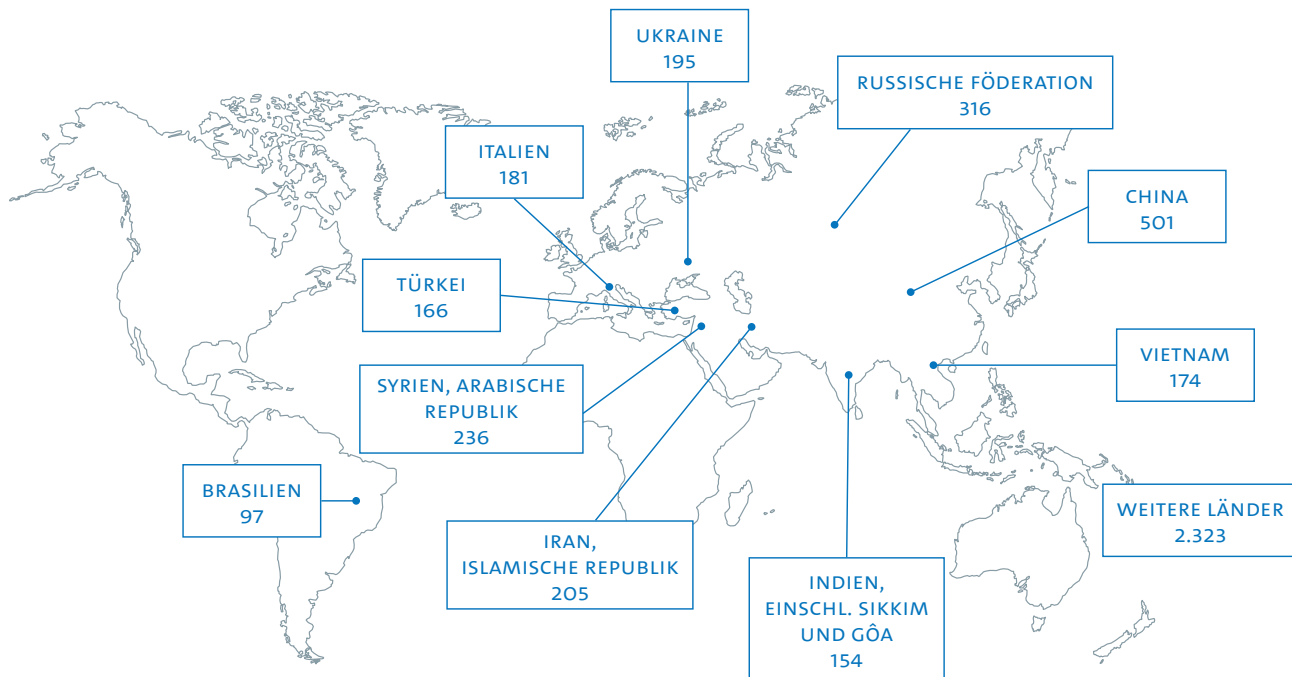 UKRAINE
195
RUSSISCHE FÖDERATION
316
ITALIEN
181
CHINA
501
TÜRKEI
166
VIETNAM
174
SYRIEN, ARABISCHE
REPUBLIK
236
BRASILIEN
97
WEITERE LÄNDER
2.323
IRAN,
ISLAMISCHE REPUBLIK
205
INDIEN,
EINSCHL. SIKKIM
UND GÔA
154